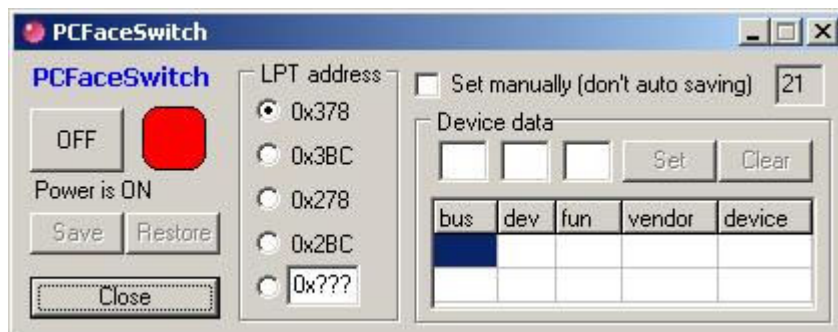 PCFaceSwitch
PCFaceSwitch
OFF
Power is ON
Save Restore
Close
LPT address
0x378
0x3BC
0x278
0x2BC
0x???
Set manually (don't auto saving) 21
Device data
Set Clear
bus dev fun vendor device